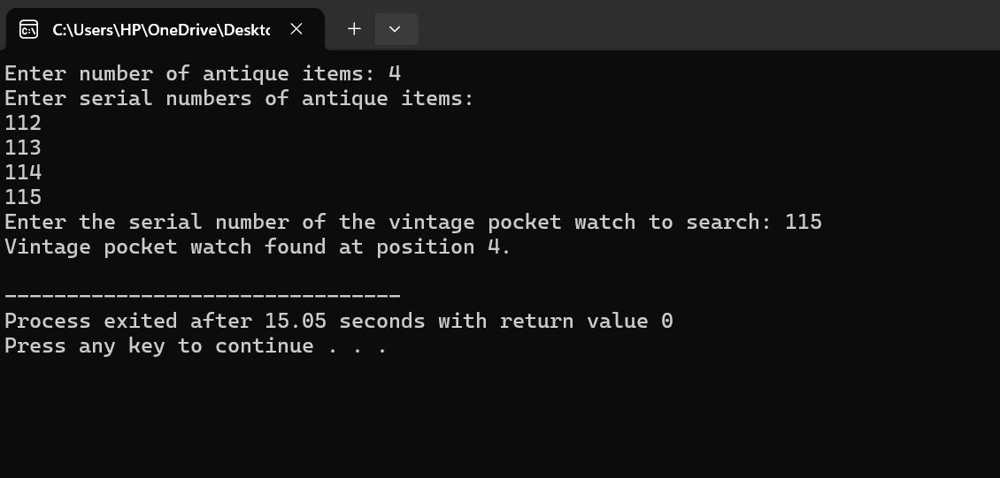 C:\Users\HP\OneDrive\Deskto
Enter number of antique items: 4
Enter serial numbers of antique items:
112
113
114
115
Enter the serial number of the vintage pocket watch to search: 115
Vintage pocket watch found at position 4.
--------------------------------
Process exited after 15.05 seconds with return value 0
Press any key to continue . . .